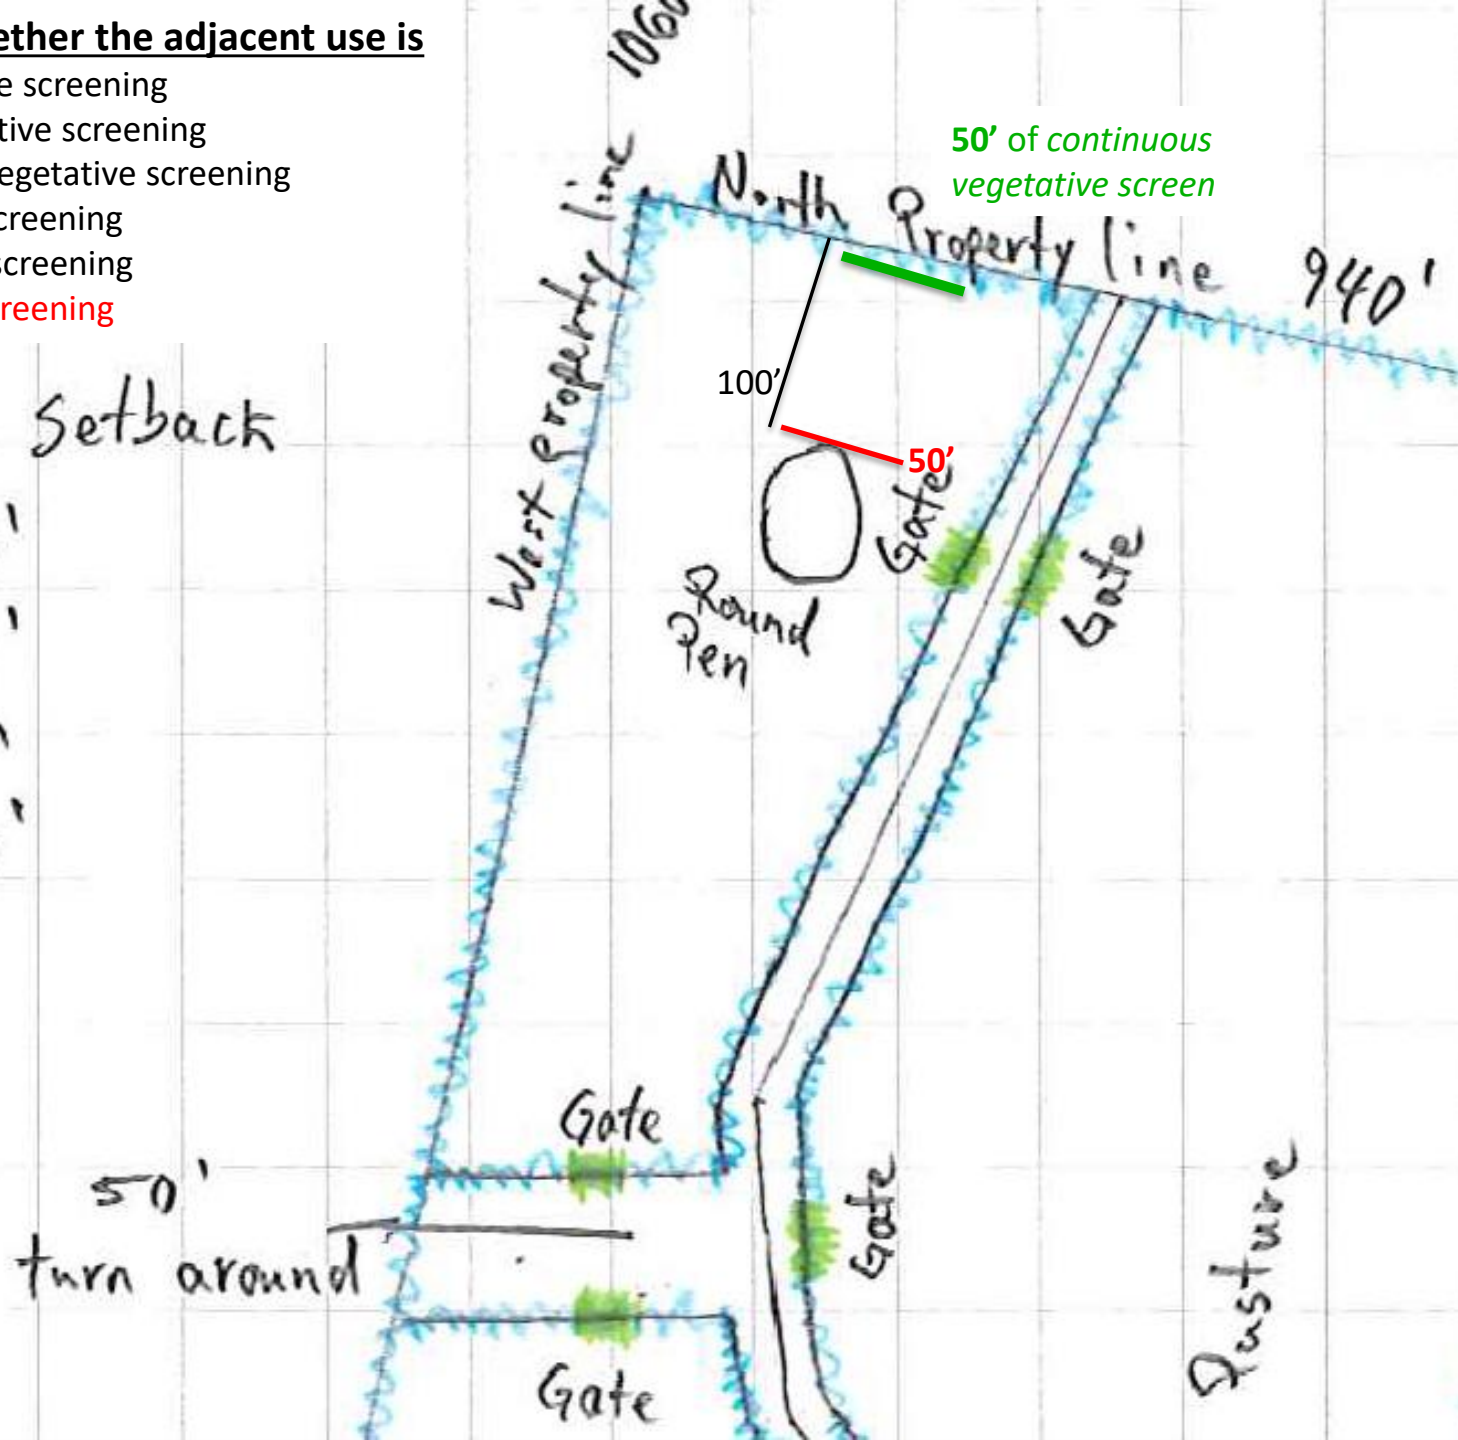 ether the adjacent use is
e screening
tive screening
egetative screening
creening
screening
reening
1060
50' of continuous
vegetative screen
North Property line 940'
West property line
100'
50'
Setback
Gate
Gate
Round
Pen
Gate
50'
turn around
Gate
Gate
Pasture